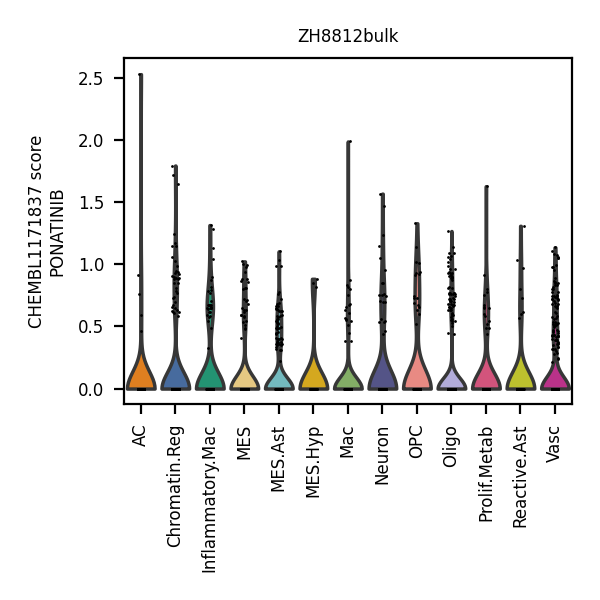 ZH8812bulk
CHEMBL1171837 score
PONATINIB
2.5
2.0
1.5
1.0
0.5
0.0
AC
Chromatin.Reg
Inflammatory.Mac
MES
MES.Ast
MES.Hyp
Mac
Neuron
OPC
Oligo
Prolif.Metab
Reactive.Ast
Vasc